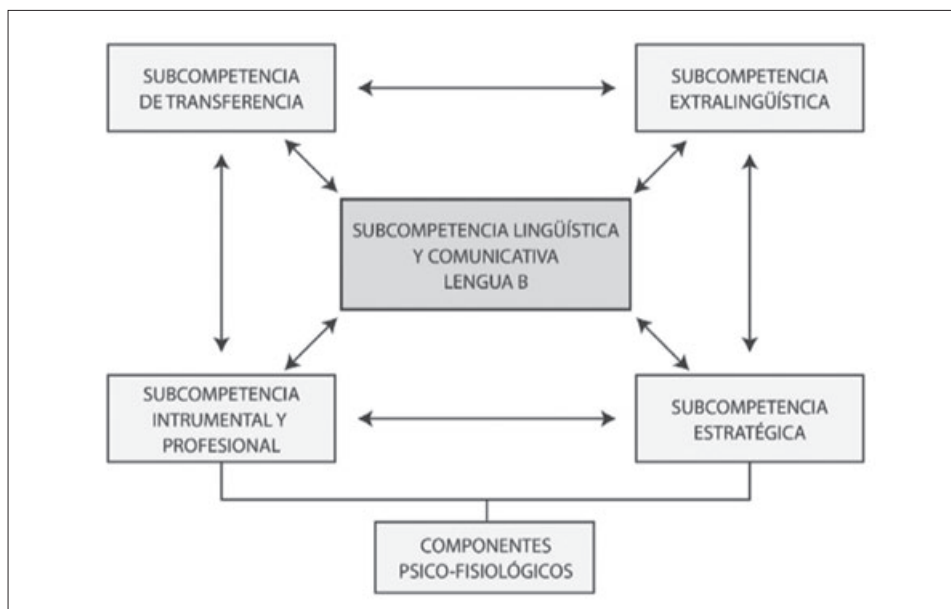 SUBCOMPETENCIA
DE TRANSFERENCIA
SUBCOMPETENCIA
EXTRALINGÜÍSTICA
SUBCOMPETENCIA LINGÜÍSTICA
Y COMUNICATIVA
LENGUA B
SUBCOMPETENCIA
INTRUMENTAL Y
PROFESIONAL
SUBCOMPETENCIA
ESTRATÉGICA
COMPONENTES
PSICO-FISIOLÓGICOS